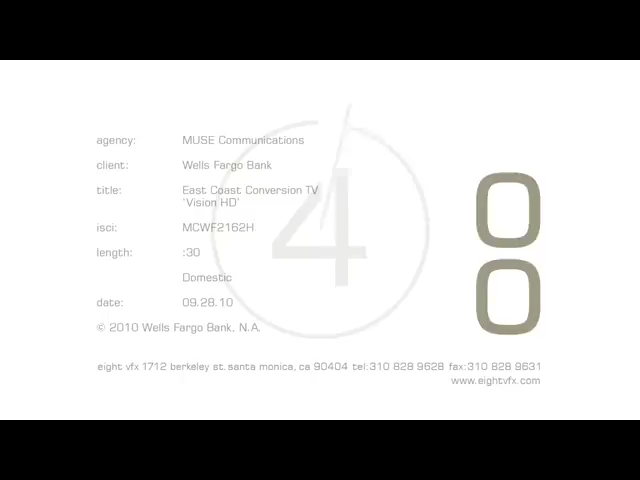 agency: MUSE Communications
client: Wells Fargo Bank
title: East Coast Conversion TV
'Vision HD'
isci: MCWF2162H
length: :30
Domestic
date: 09.28.10
© 2010 Wells Fargo Bank, N.A.
4
eight vfx 1712 berkeley st. santa monica, ca 90404 tel:310 828 9628 fax:310 828 9631
www.eightvfx.com